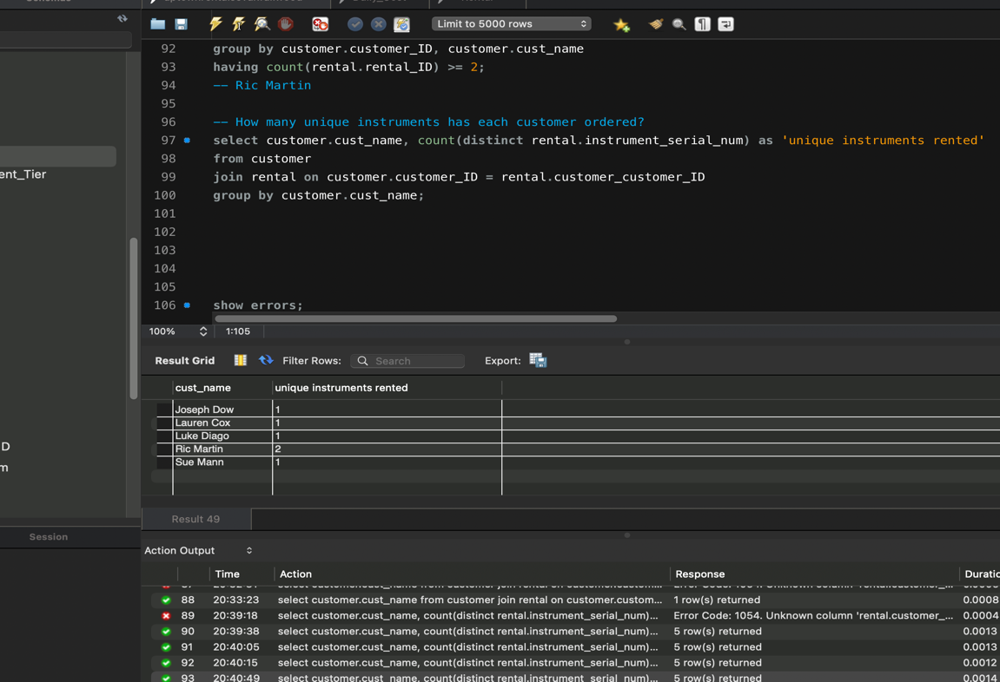 Limit to 5000 rows
92 group by customer.customer_ID, customer.cust_name
93 having count(rental.rental_ID) >= 2;
94 -- Ric Martin
95
96 -- How many unique instruments has each customer ordered?
97 select customer.cust_name, count(distinct rental.instrument_serial_num) as 'unique instruments rented'
98 from customer
99 join rental on customer.customer_ID = rental.customer_customer_ID
100 group by customer.cust_name;
101
102
103
104
105
106 show errors;
ent_Tier
D
m
Session
100% 1:105
Result Grid Filter Rows: Search Export:
cust_name unique instruments rented
Joseph Dow 1
Lauren Cox 1
Luke Diago 1
Ric Martin 2
Sue Mann 1
Result 49
Action Output
Time Action Response Duratio
88 20:33:23 select customer.cust_name from customer join rental on customer.custom... 1 row(s) returned 0.0008
89 20:39:18 select customer.cust_name, count(distinct rental.instrument_serial_num)... Error Code: 1054. Unknown column 'rental.customer_... 0.0004
90 20:39:38 select customer.cust_name, count(distinct rental.instrument_serial_num)... 5 row(s) returned 0.0013
91 20:40:05 select customer.cust_name, count(distinct rental.instrument_serial_num)... 5 row(s) returned 0.0013
92 20:40:15 select customer.cust_name, count(distinct rental.instrument_serial_num)... 5 row(s) returned 0.0012
93 20:40:49 select customer.cust_name, count(distinct rental.instrument_serial_num)... 5 row(s) returned 0.0014